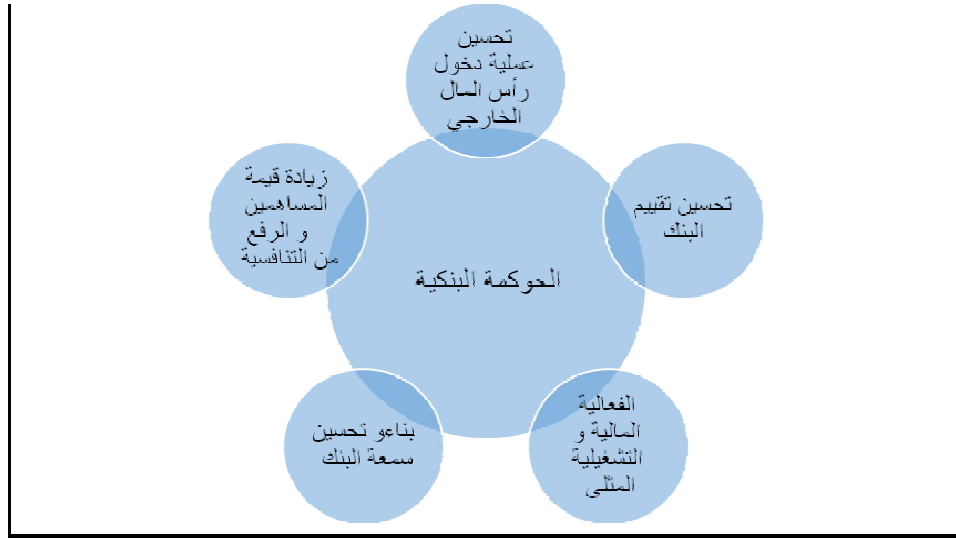 تحسين
عملية دخول
رأس المال
الخارجي
تحسين تقييم
البنك
الفعالية
المالية و
التشغيلية
المثلى
بناءو تحسين
سمعة البنك
زيادة قيمة
المساهمين
و الرفع
من التنافسية
الحوكمة البنكية